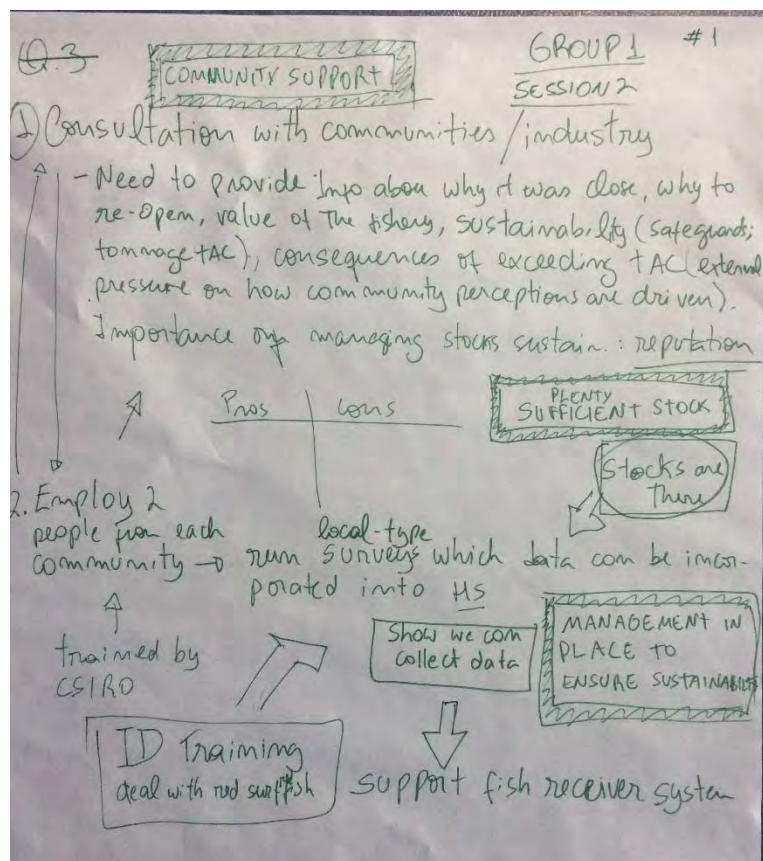 Q.3
COMMUNITY SUPPORT
GROUP 1 #1
SESSION 2
1) Consultation with communities/industry
- Need to provide Info abou why it was close, why to
re-Open, value of the fishery, sustainability (safeguards;
tonnage TAC), consequences of exceeding TAC (external
pressure on how community perceptions are driven).
Importance of managing stocks sustain.: reputation
Pros Cons
PLENTY
SUFFICIENT STOCK
Stocks are
There
2. Employ 2
people from each
community → run local-type surveys which data can be incor-
porated into HS
trained by
CSIRO
Show we can
collect data
MANAGEMENT IN
PLACE TO
ENSURE SUSTAINABILITY
ID Training
deal with red surffish
support fish receiver system